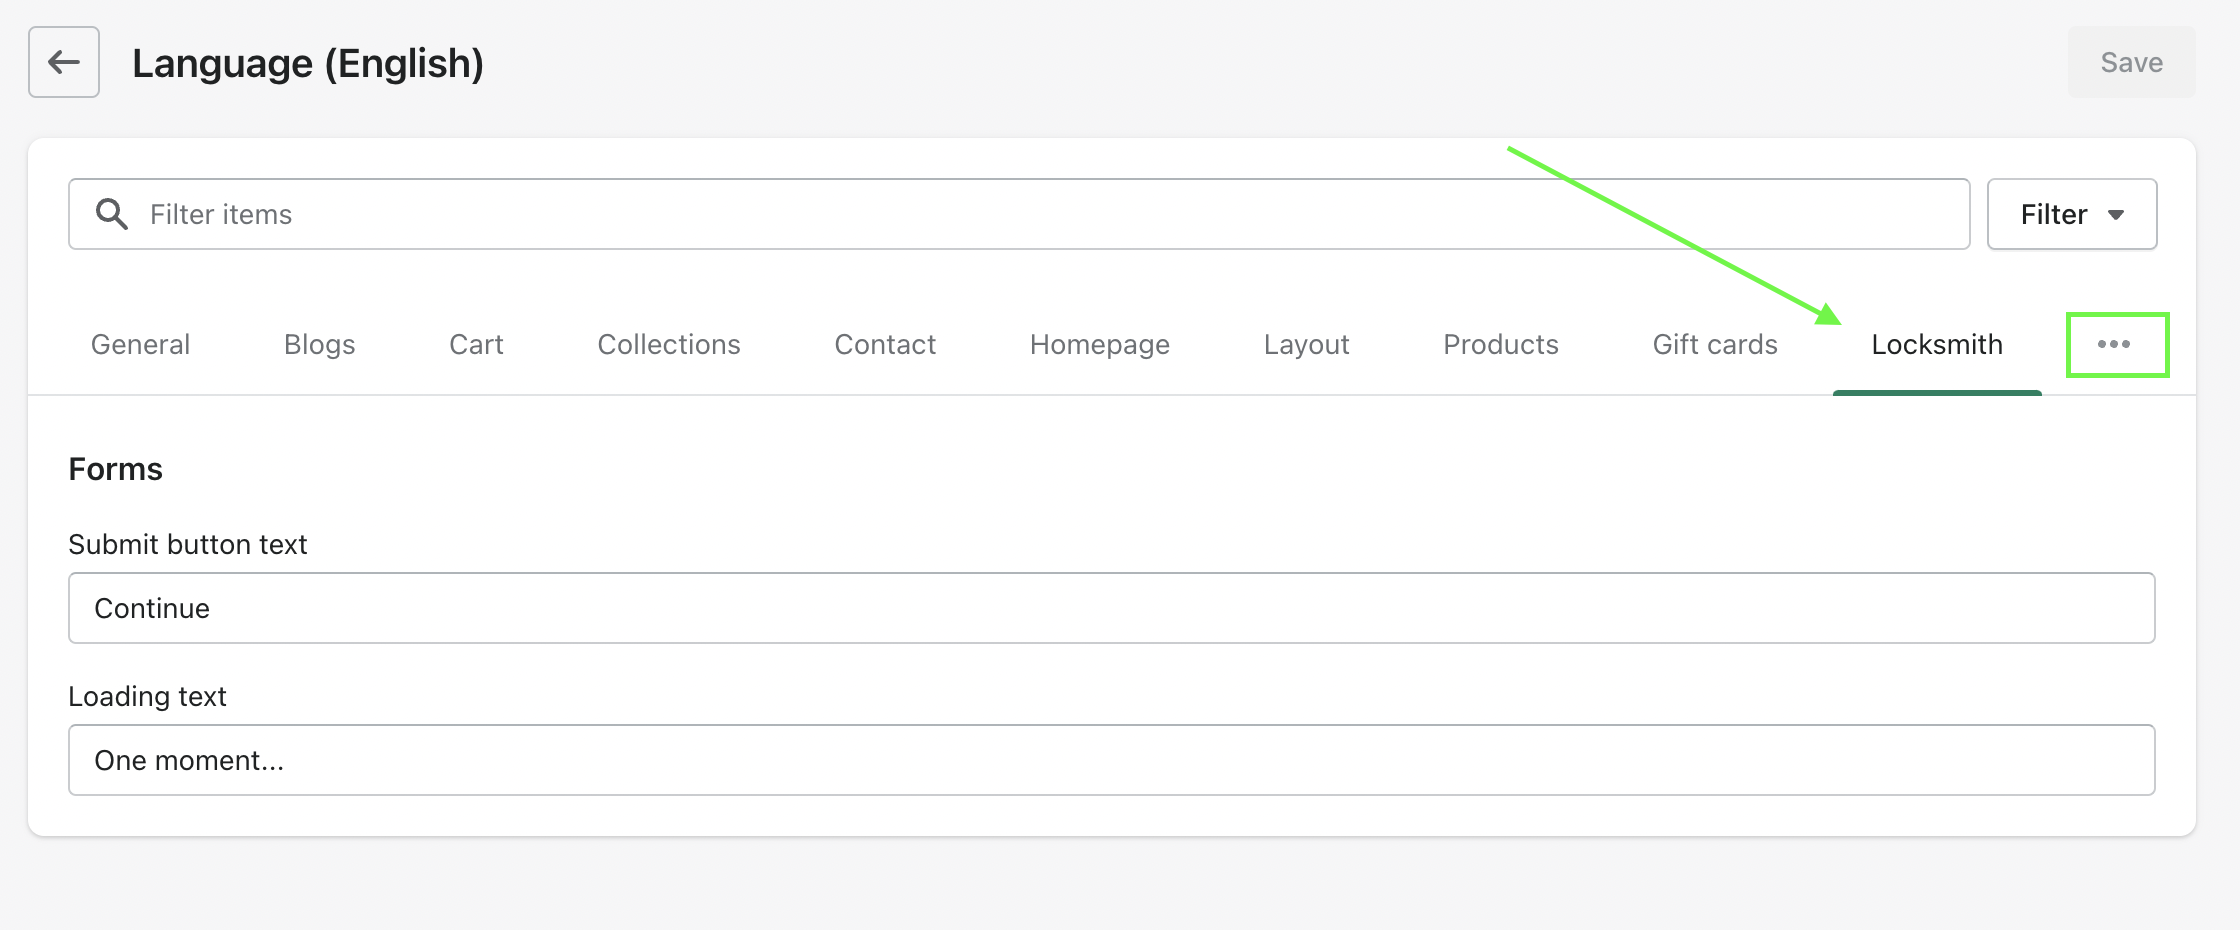 Language (English)
Save
Filter items
Filter
General Blogs Cart Collections Contact Homepage Layout Products Gift cards Locksmith
Forms
Submit button text
Continue
Loading text
One moment...